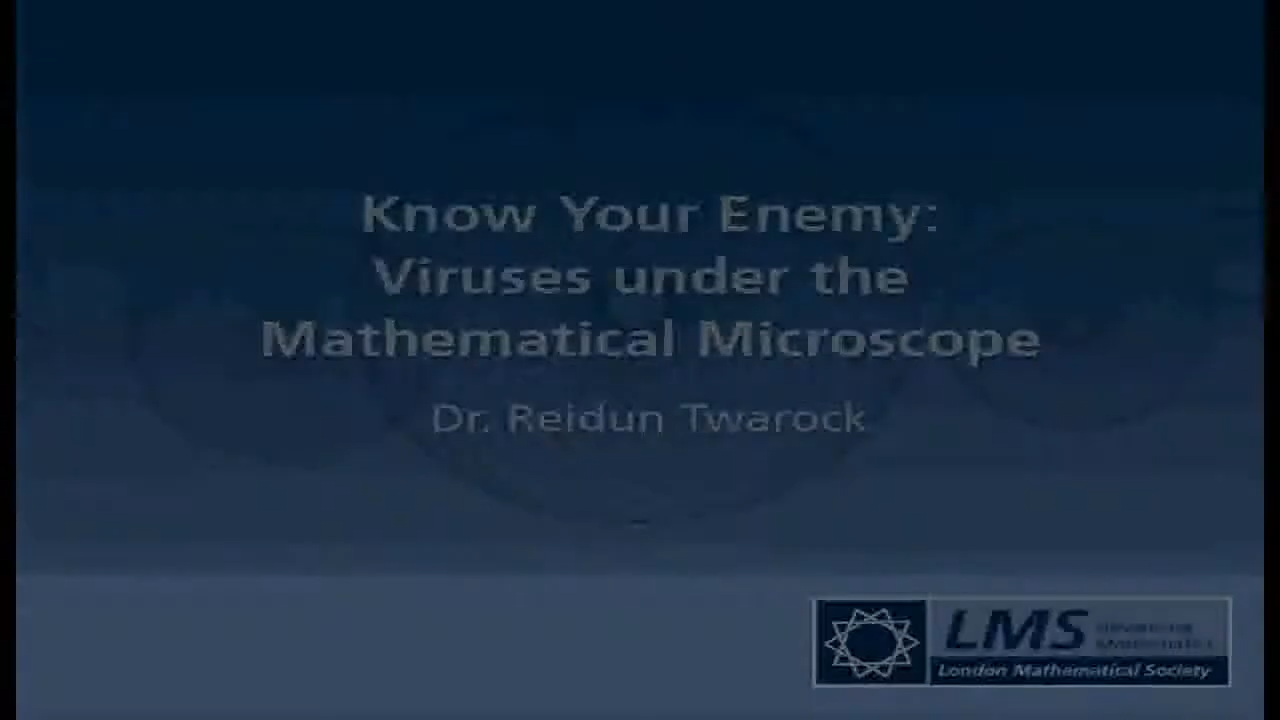 Know Your Enemy:
Viruses under the
Mathematical Microscope
Dr. Reidun Twarock
LMS
London Mathematical Society